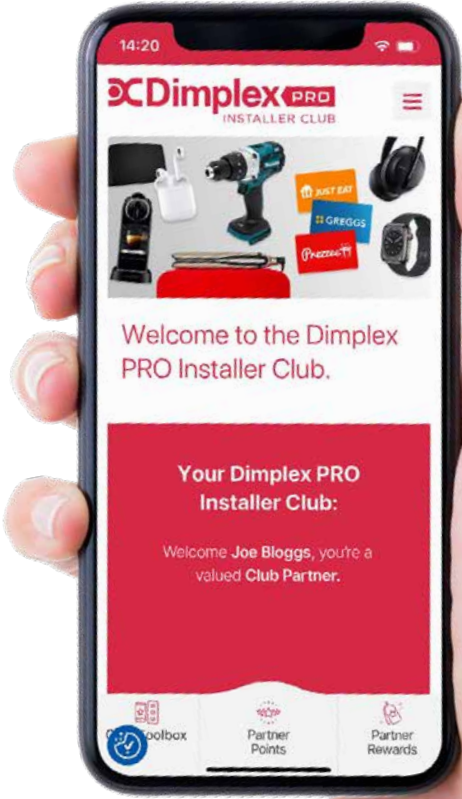 14:20
Dimplex PRO
INSTALLER CLUB
JUST EAT
GREGGS
Prezzee
Welcome to the Dimplex
PRO Installer Club.
Your Dimplex PRO
Installer Club:
Welcome Joe Bloggs, you're a
valued Club Partner.
Toolbox
Partner
Points
Partner
Rewards